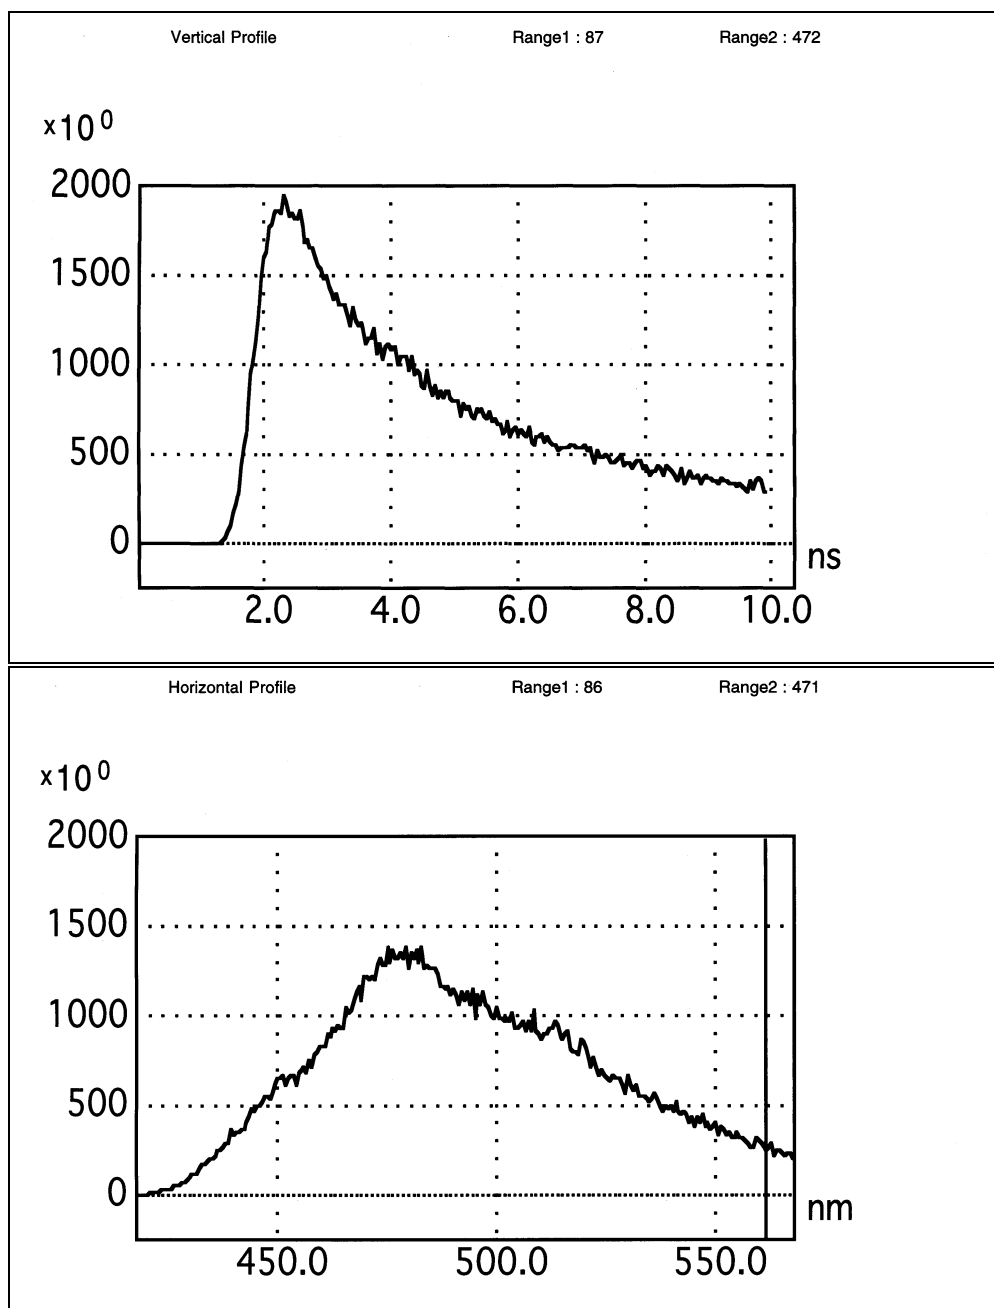 Vertical Profile Range1 : 87 Range2 : 472
x10⁰
2000
1500
1000
500
0
ns
2.0 4.0 6.0 8.0 10.0
Horizontal Profile Range1 : 86 Range2 : 471
x10⁰
2000
1500
1000
500
0
nm
450.0 500.0 550.0